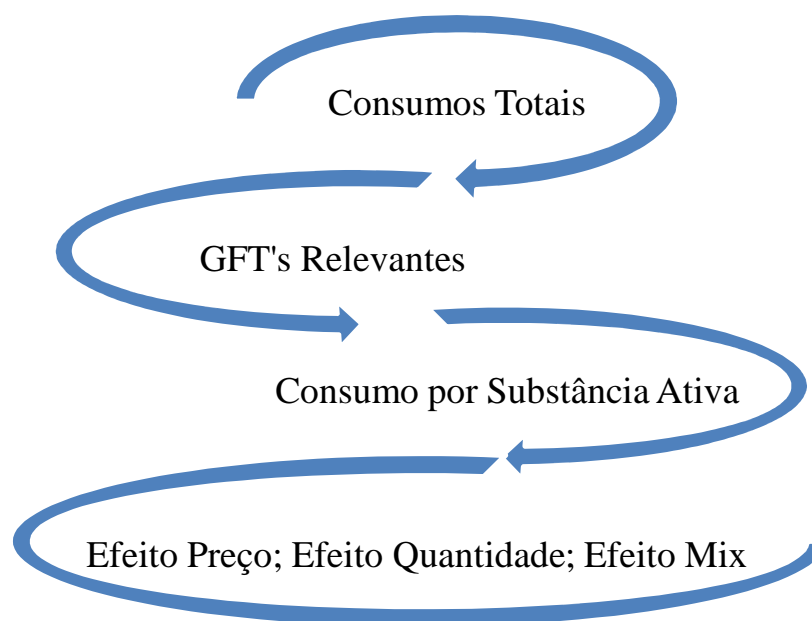 Consumos Totais
GFT's Relevantes
Consumo por Substância Ativa
Efeito Preço; Efeito Quantidade; Efeito Mix